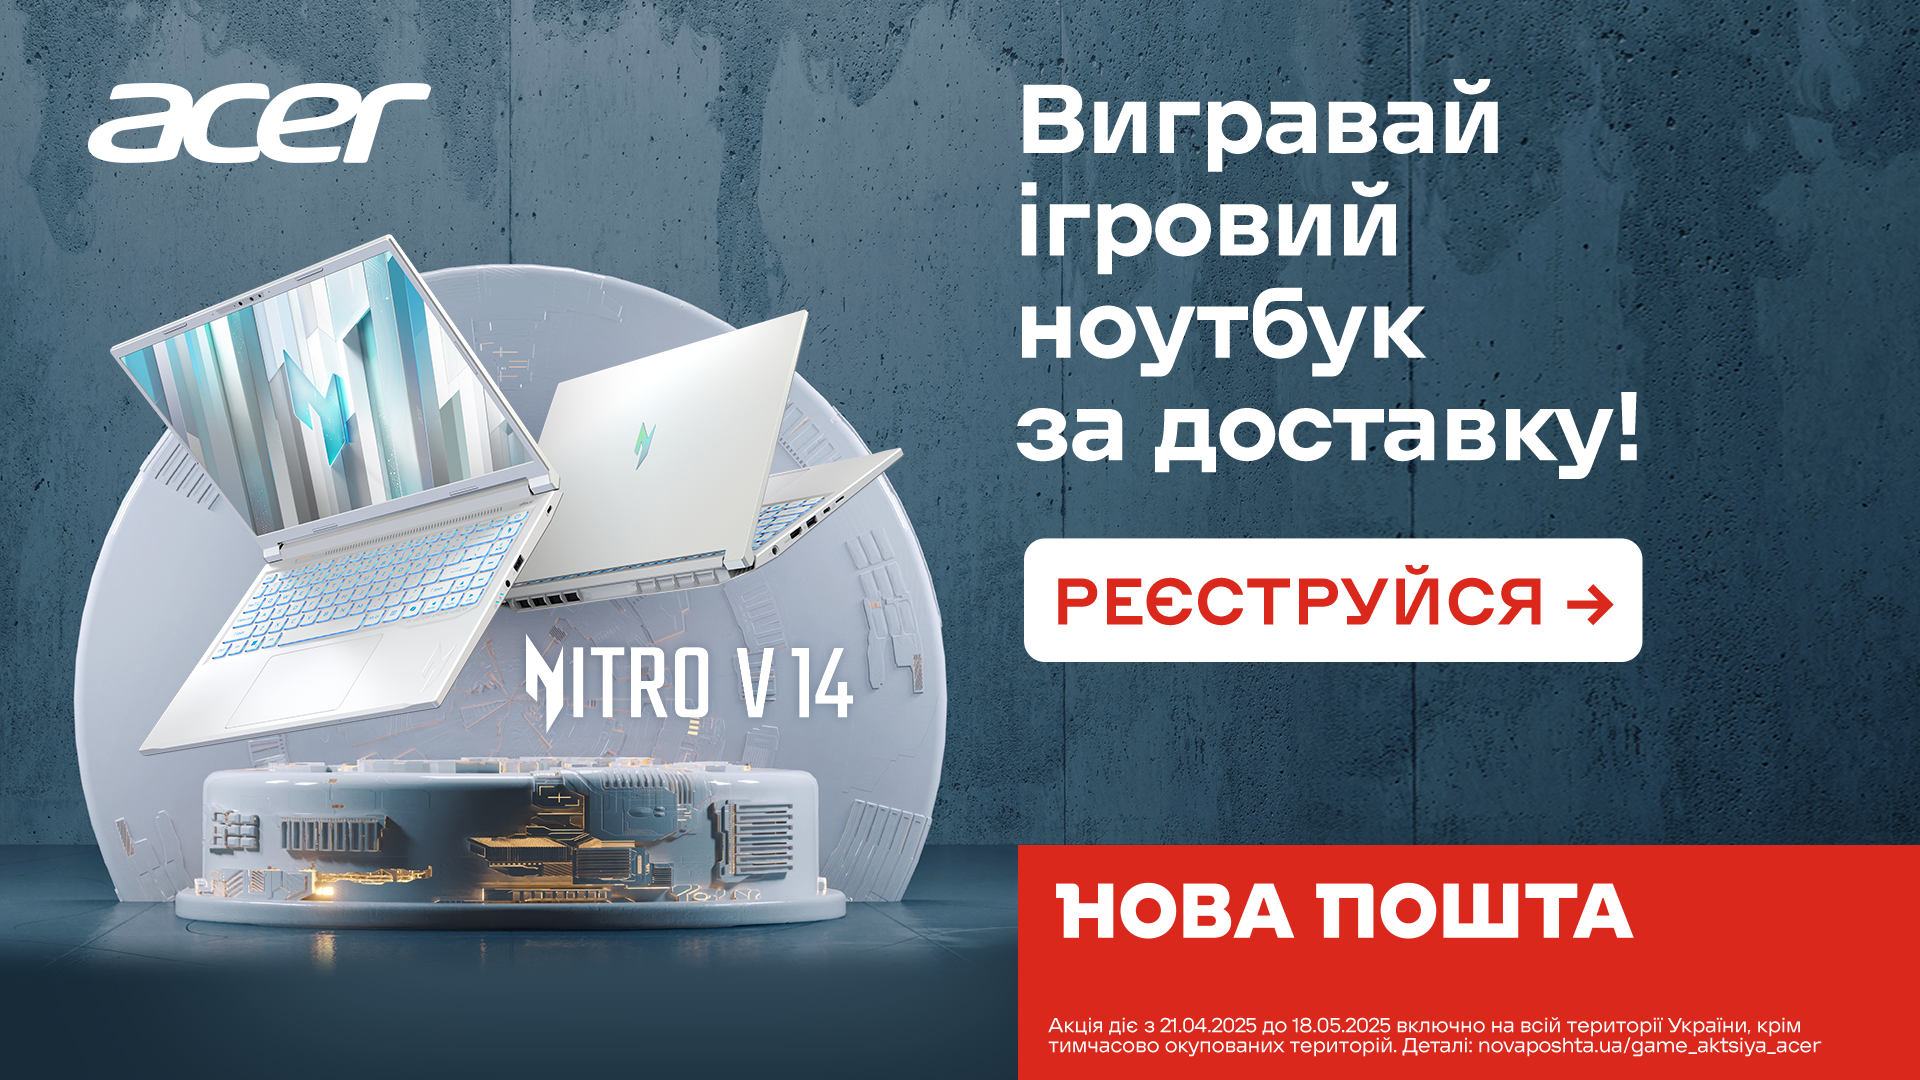 acer
Вигравай
ігровий
ноутбук
за доставку!
РЕЄСТРУЙСЯ →
NITRO V 14
НОВА ПОШТА
Акція діє з 21.04.2025 до 18.05.2025 включно на всій території України, крім
тимчасово окупованих територій. Деталі: novaposhta.ua/game_aktsiya_acer